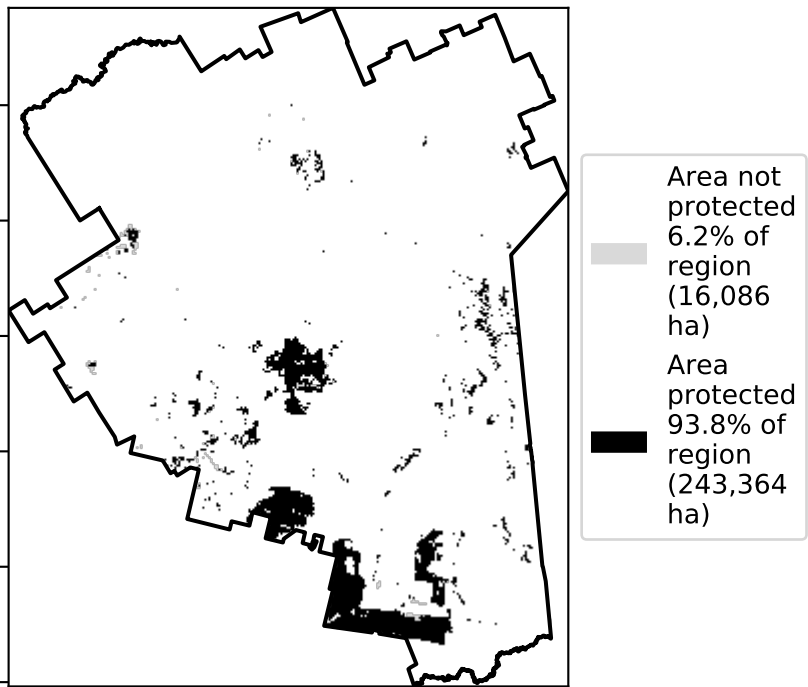 Area not
protected
6.2% of
region
(16,086
ha)
Area
protected
93.8% of
region
(243,364
ha)